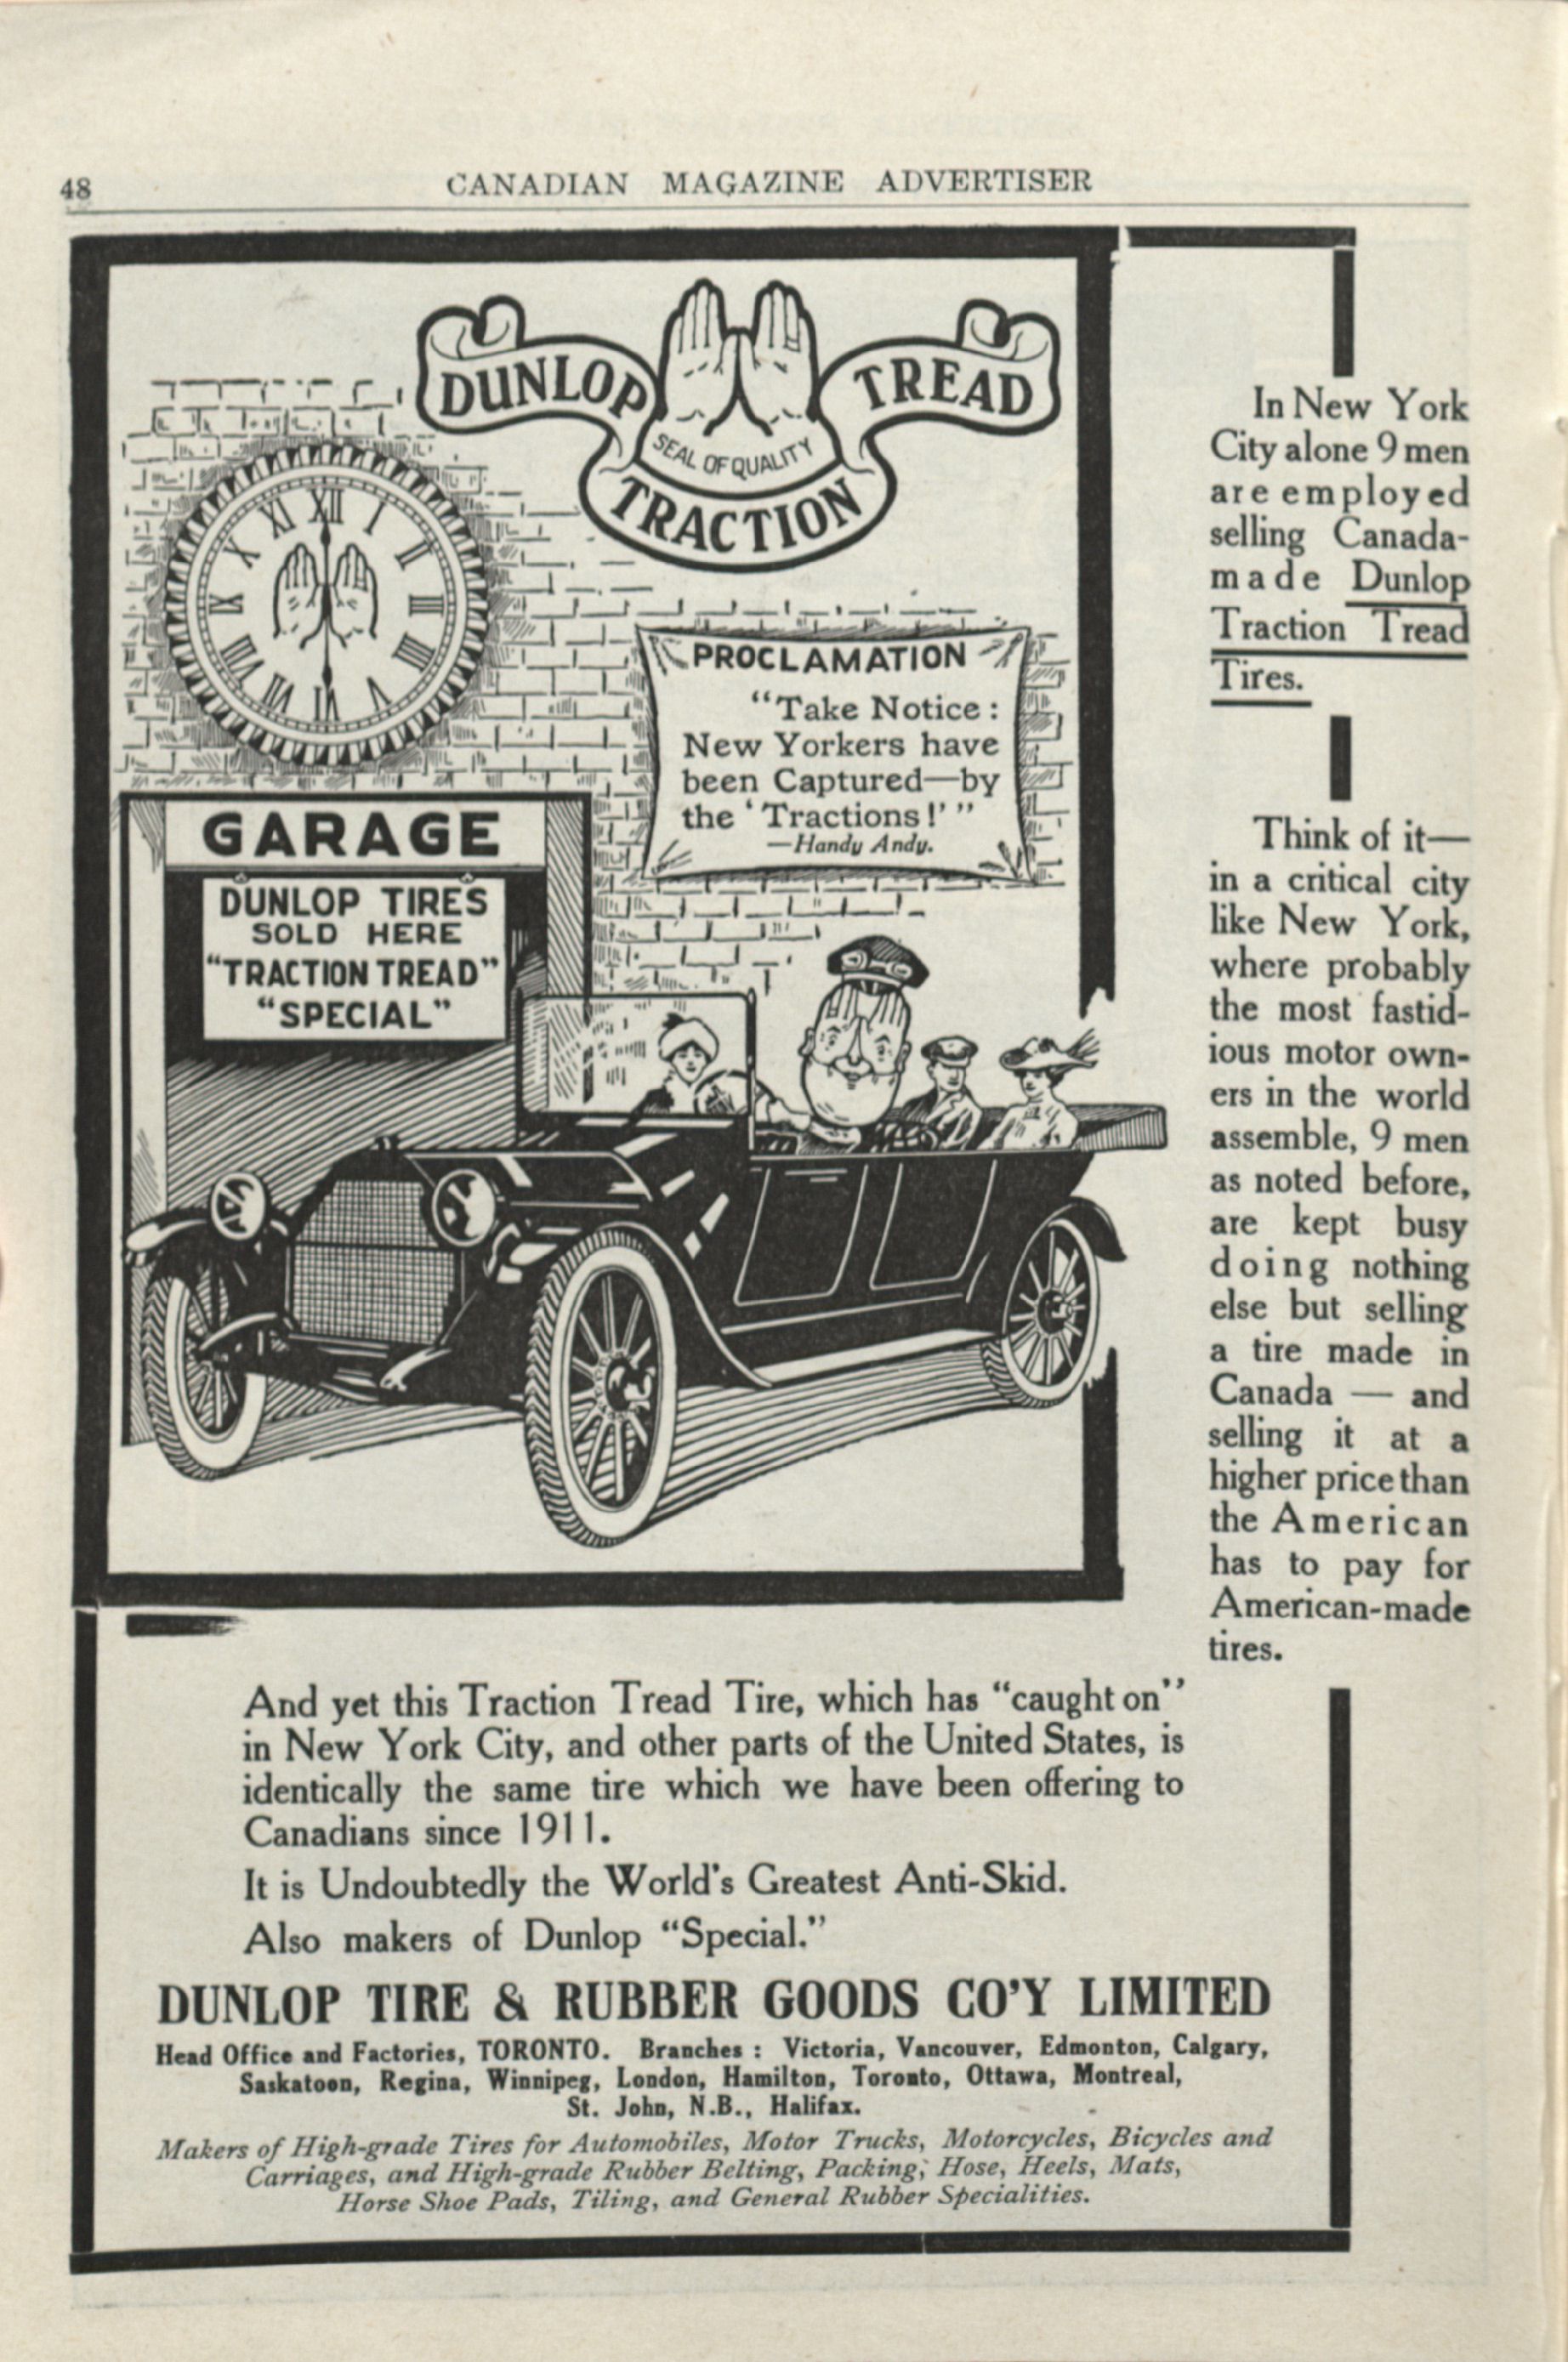 48
CANADIAN MAGAZINE ADVERTISER
DUNLOP
TREAD
SEAL OF QUALITY
TRACTION
XII
I
II
III
IIII
V
VI
VII
VIII
IX
X
XI
PROCLAMATION
“Take Notice :
New Yorkers have
been Captured—by
the ‘Tractions !’ ”
—Handy Andy.
GARAGE
DUNLOP TIRES
SOLD HERE
“TRACTION TREAD”
“SPECIAL”
In New York
City alone 9 men
are employed
selling Canada-
made Dunlop
Traction Tread
Tires.
Think of it—
in a critical city
like New York,
where probably
the most fastid-
ious motor own-
ers in the world
assemble, 9 men
as noted before,
are kept busy
doing nothing
else but selling
a tire made in
Canada — and
selling it at a
higher price than
the American
has to pay for
American-made
tires.
And yet this Traction Tread Tire, which has “caught on”
in New York City, and other parts of the United States, is
identically the same tire which we have been offering to
Canadians since 1911.
It is Undoubtedly the World's Greatest Anti-Skid.
Also makers of Dunlop “Special.”
DUNLOP TIRE & RUBBER GOODS CO'Y LIMITED
Head Office and Factories, TORONTO. Branches : Victoria, Vancouver, Edmonton, Calgary,
Saskatoon, Regina, Winnipeg, London, Hamilton, Toronto, Ottawa, Montreal,
St. John, N.B., Halifax.
Makers of High-grade Tires for Automobiles, Motor Trucks, Motorcycles, Bicycles and
Carriages, and High-grade Rubber Belting, Packing, Hose, Heels, Mats,
Horse Shoe Pads, Tiling, and General Rubber Specialities.